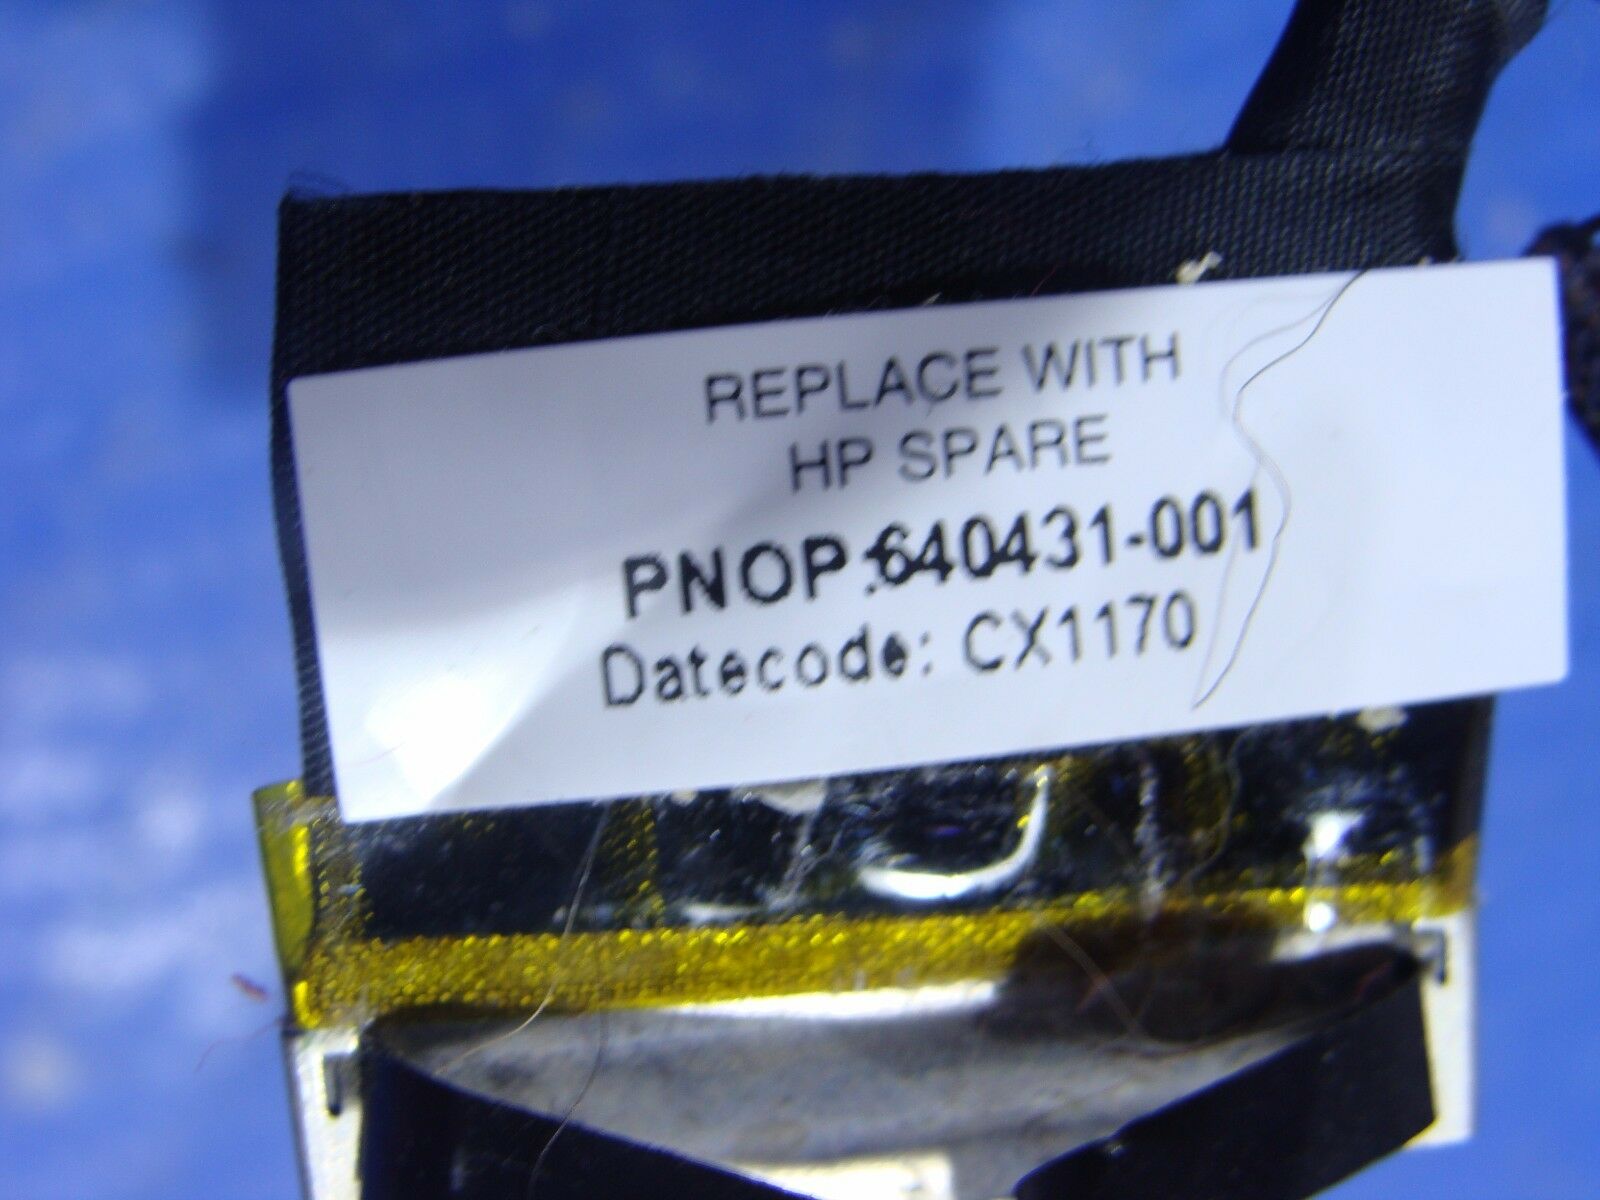 REPLACE WITH
HP SPARE
PNOP:640431-001
Datecode: CX1170